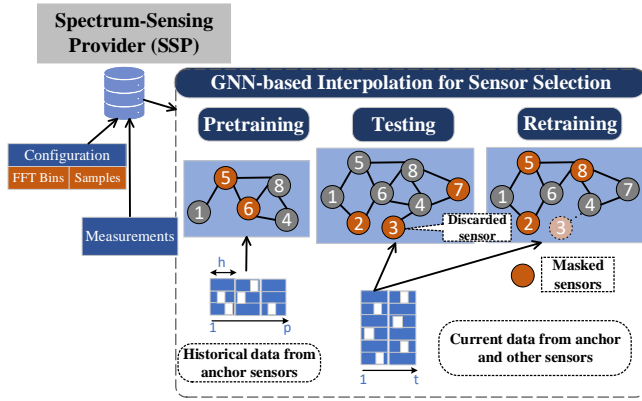 Spectrum-Sensing
Provider (SSP)
GNN-based Interpolation for Sensor Selection
Pretraining
Testing
Retraining
Configuration
FFT Bins
Samples
Measurements
5
8
1
6
4
5
8
7
1
6
4
2
3
Discarded
sensor
5
8
7
1
6
4
2
3
Masked
sensors
h
1
p
Historical data from
anchor sensors
1
t
Current data from anchor
and other sensors